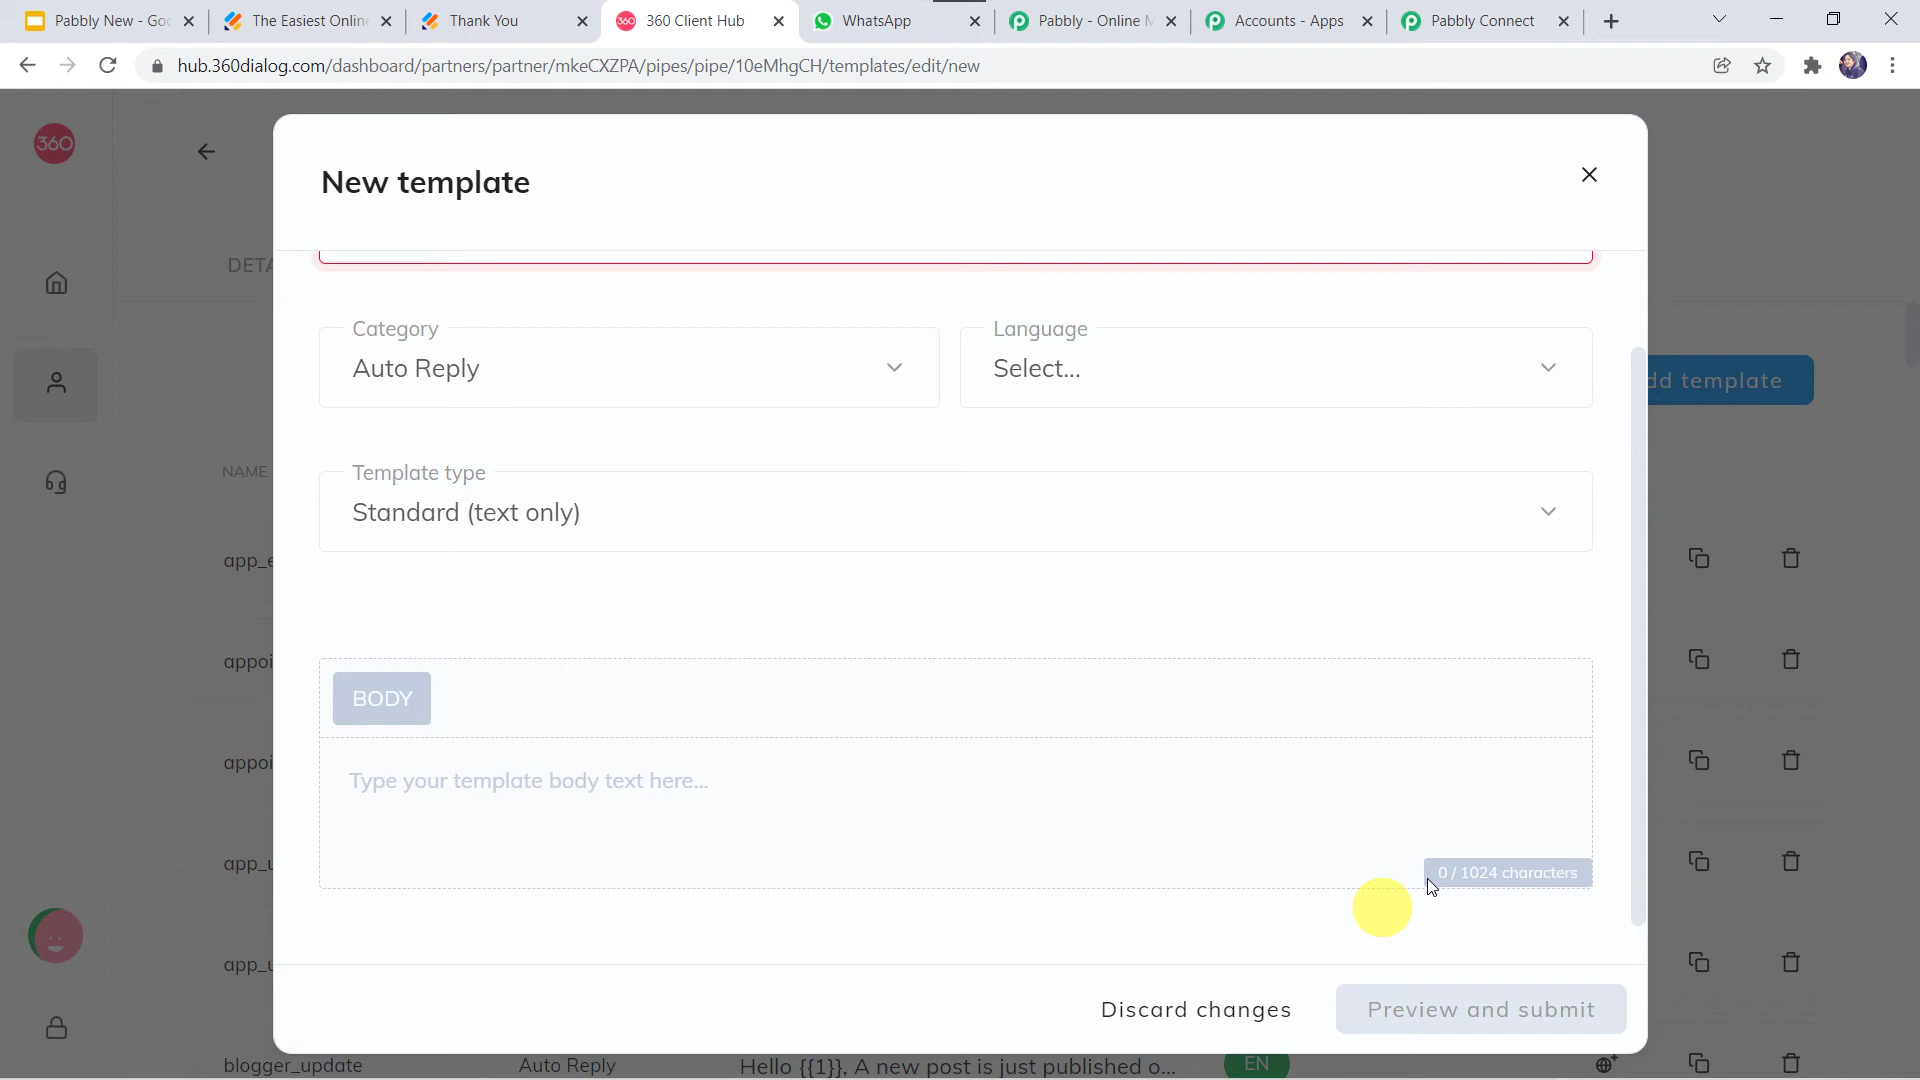 Pabbly New - Goo
The Easiest Online
Thank You
360 Client Hub
WhatsApp
Pabbly - Online M
Accounts - Apps
Pabbly Connect
hub.360dialog.com/dashboard/partners/partner/mkeCXZPA/pipes/pipe/10eMhgCH/templates/edit/new
360
New template
DETA
Category
Auto Reply
Language
Select...
dd template
NAME
Template type
Standard (text only)
app_e
appoi
BODY
appoi
Type your template body text here...
app_u
0 / 1024 characters
app_u
Discard changes
Preview and submit
blogger_update
Auto Reply
Hello {{1}}, A new post is just published o...
EN